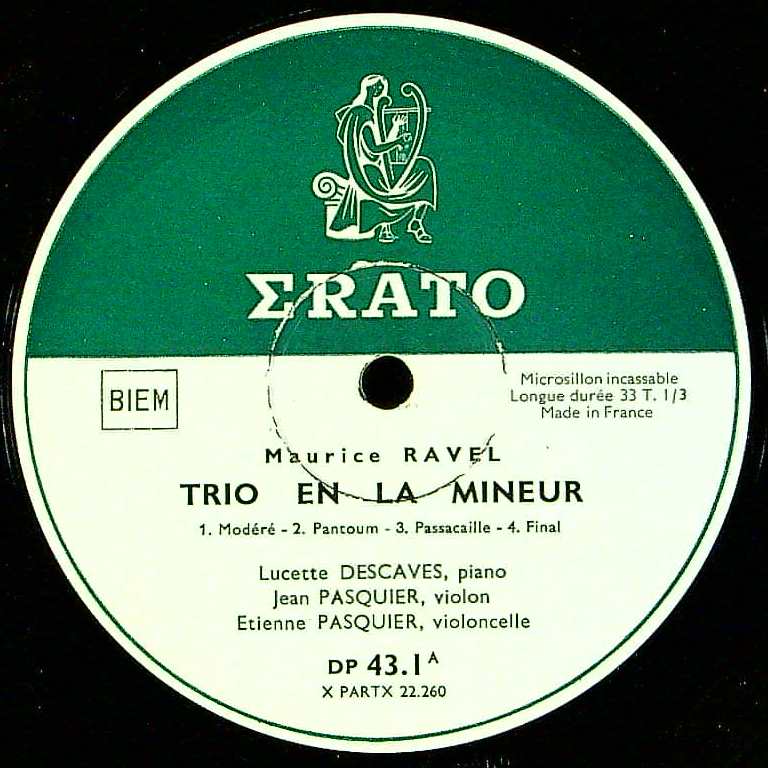 ΣRATO
BIEM
Microsillon incassable
Longue durée 33 T. 1/3
Made in France
Maurice RAVEL
TRIO EN LA MINEUR
1. Modéré - 2. Pantoum - 3. Passacaille - 4. Final
Lucette DESCAVES, piano
Jean PASQUIER, violon
Etienne PASQUIER, violoncelle
DP 43.1 A
X PARTX 22.260